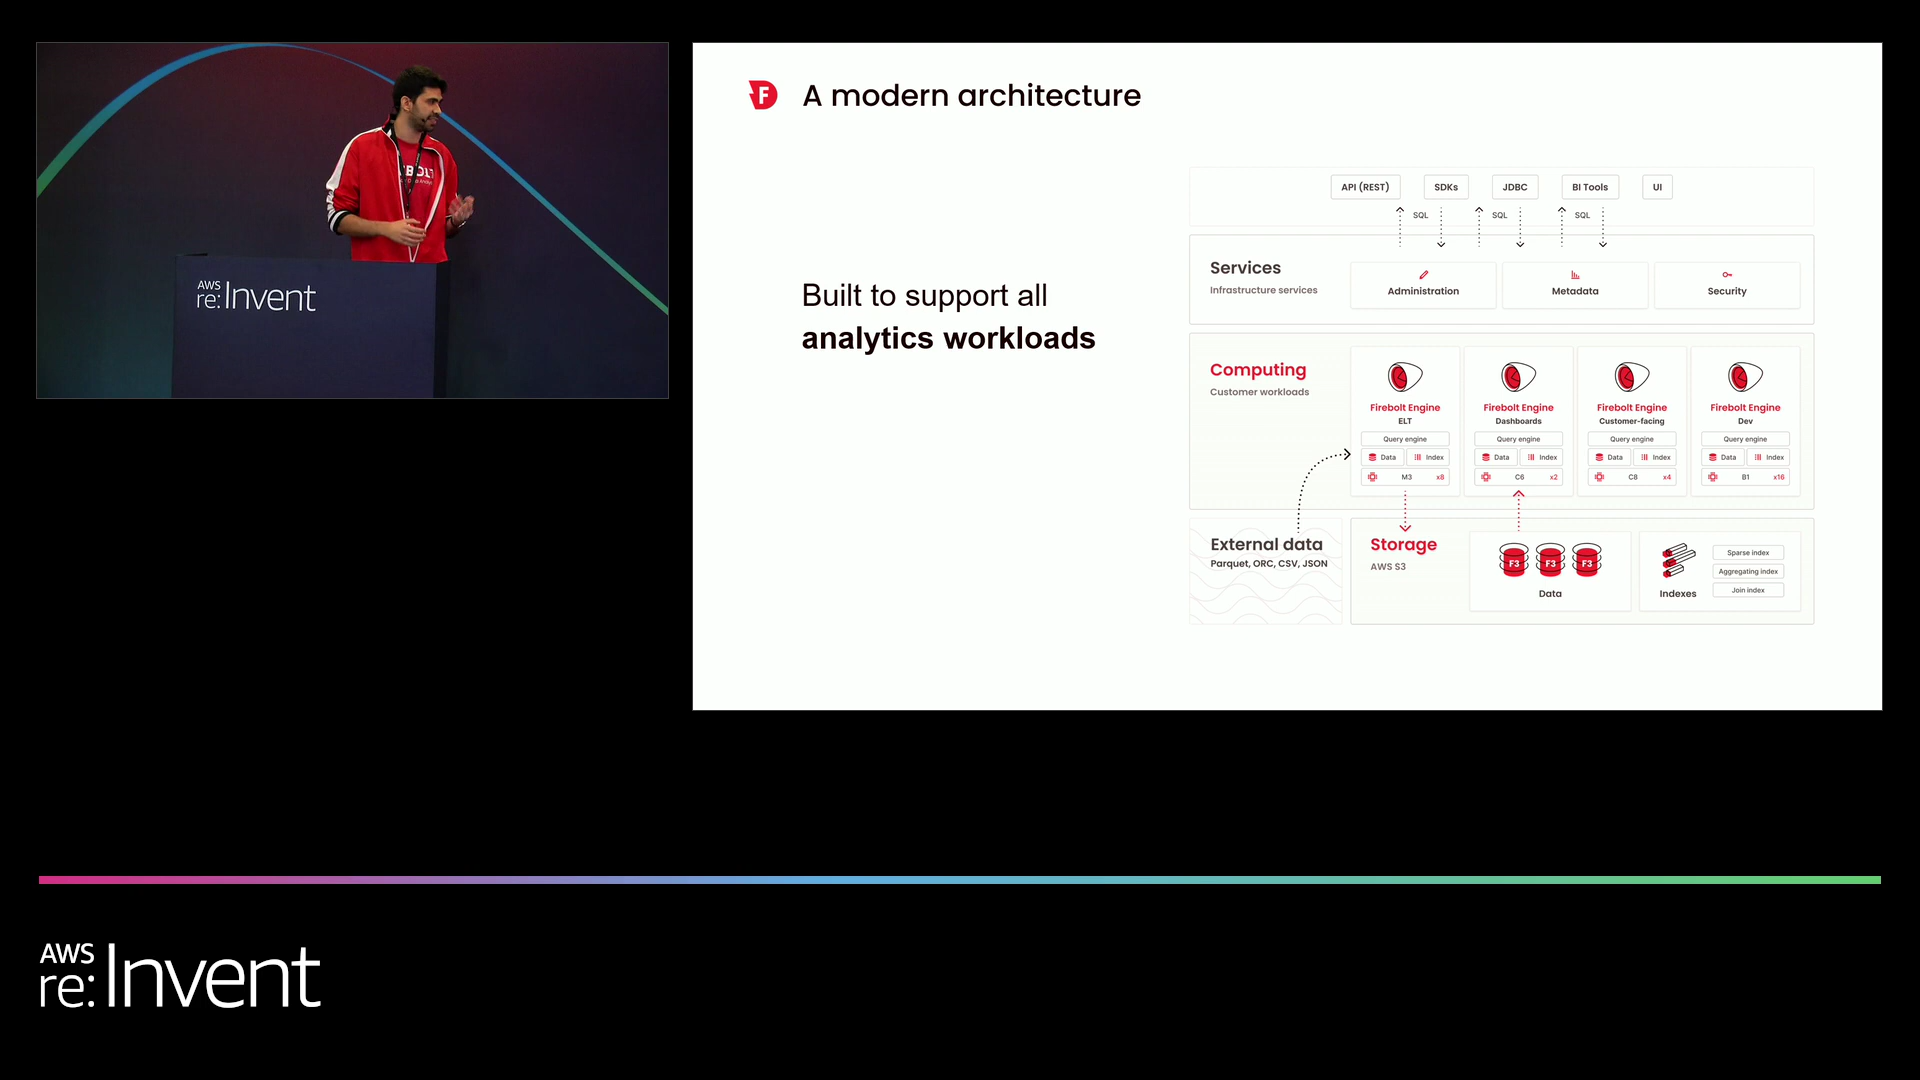 AWS
re:Invent
F
A modern architecture
Built to support all
analytics workloads
API (REST)
SDKs
JDBC
BI Tools
UI
SQL
SQL
SQL
Services
Infrastructure services
Administration
Metadata
Security
Computing
Customer workloads
Firebolt Engine
ELT
Query engine
Data
Index
M3
x8
Firebolt Engine
Dashboards
Query engine
Data
Index
C6
x2
Firebolt Engine
Customer-facing
Query engine
Data
Index
C8
x4
Firebolt Engine
Dev
Query engine
Data
Index
B1
x16
External data
Parquet, ORC, CSV, JSON
Storage
AWS S3
F3
F3
F3
Data
Indexes
Sparse index
Aggregating index
Join index
AWS
re:Invent